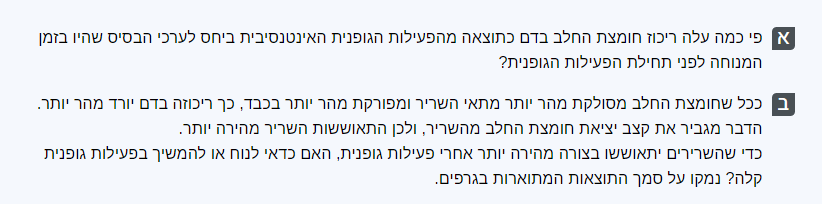 א פי כמה עלה ריכוז חומצת החלב בדם כתוצאה מהפעילות הגופנית האינטנסיבית ביחס לערכי הבסיס שהיו בזמן
המנוחה לפני תחילת הפעילות הגופנית?
ב ככל שחומצת החלב מסולקת מהר יותר מתאי השריר ומפורקת מהר יותר בכבד, כך ריכוזה בדם יורד מהר יותר.
הדבר מגביר את קצב יציאת חומצת החלב מהשריר, ולכן התאוששות השריר מהירה יותר.
כדי שהשרירים יתאוששו בצורה מהירה יותר אחרי פעילות גופנית, האם כדאי לנוח או להמשיך בפעילות גופנית
קלה? נמקו על סמך התוצאות המתוארות בגרפים.